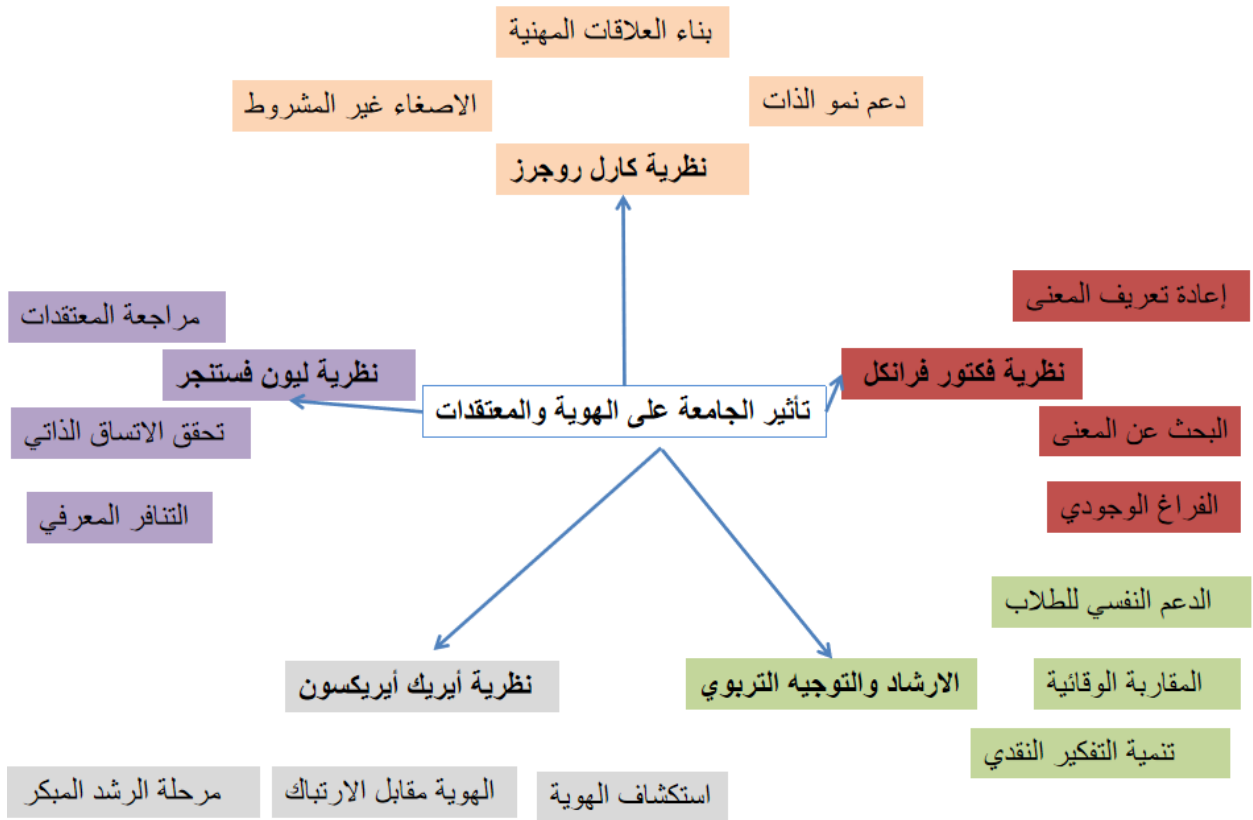 بناء العلاقات المهنية
دعم نمو الذات
الاصغاء غير المشروط
نظرية كارل روجرز
إعادة تعريف المعنى
مراجعة المعتقدات
نظرية فكتور فرانكل
نظرية ليون فستنجر
تأثير الجامعة على الهوية والمعتقدات
البحث عن المعنى
تحقق الاتساق الذاتي
الفراغ الوجودي
التنافر المعرفي
الدعم النفسي للطلاب
الارشاد والتوجيه التربوي
نظرية أيريك أيريكسون
المقاربة الوقائية
تنمية التفكير النقدي
استكشاف الهوية
الهوية مقابل الارتباك
مرحلة الرشد المبكر